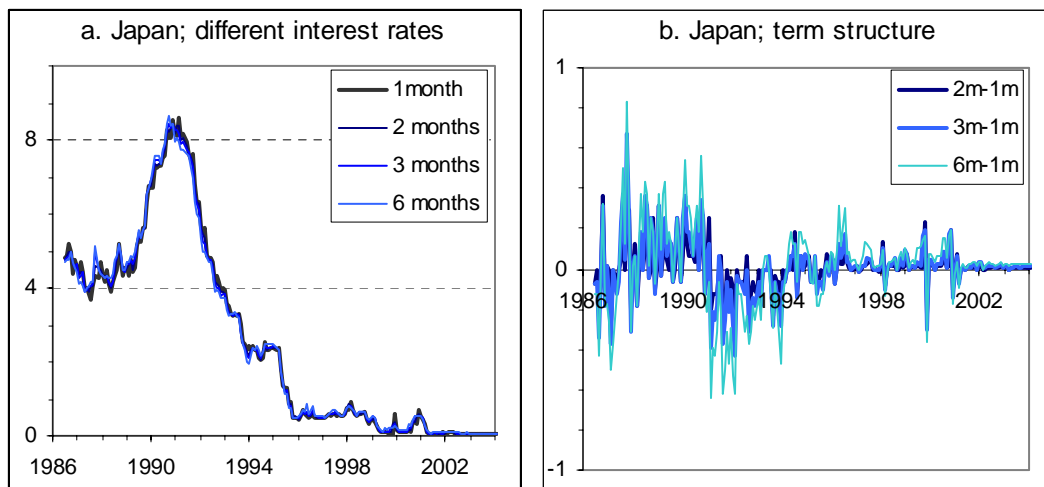 a. Japan; different interest rates
1month
2 months
3 months
6 months
8
4
0
1986 1990 1994 1998 2002
b. Japan; term structure
1
2m-1m
3m-1m
6m-1m
0
1986 1990 1994 1998 2002
-1